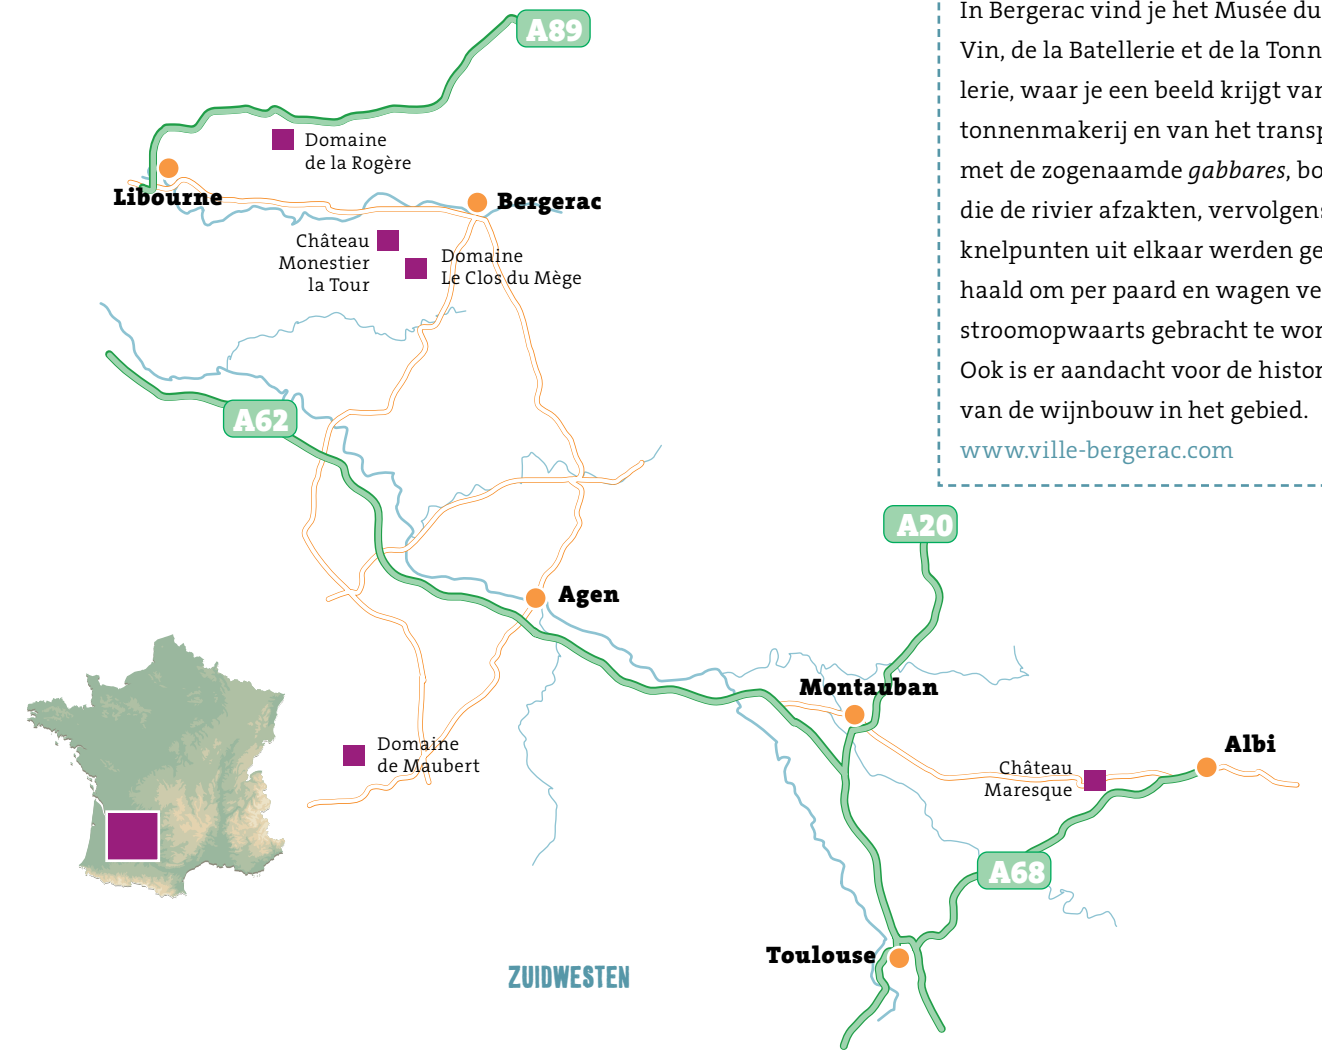 A89
Domaine
de la Rogère
Libourne
Bergerac
Château
Monestier
la Tour
Domaine
Le Clos du Mège
A62
Agen
A20
Montauban
Albi
Château
Maresque
Domaine
de Maubert
A68
Toulouse
ZUIDWESTEN
In Bergerac vind je het Musée du
Vin, de la Batellerie et de la Tonn
lerie, waar je een beeld krijgt van
tonnenmakerij en van het transp
met de zogenaamde gabbares, bo
die de rivier afzakten, vervolgens
knelpunten uit elkaar werden ge
haald om per paard en wagen ve
stroomopwaarts gebracht te wor
Ook is er aandacht voor de histor
van de wijnbouw in het gebied.
www.ville-bergerac.com